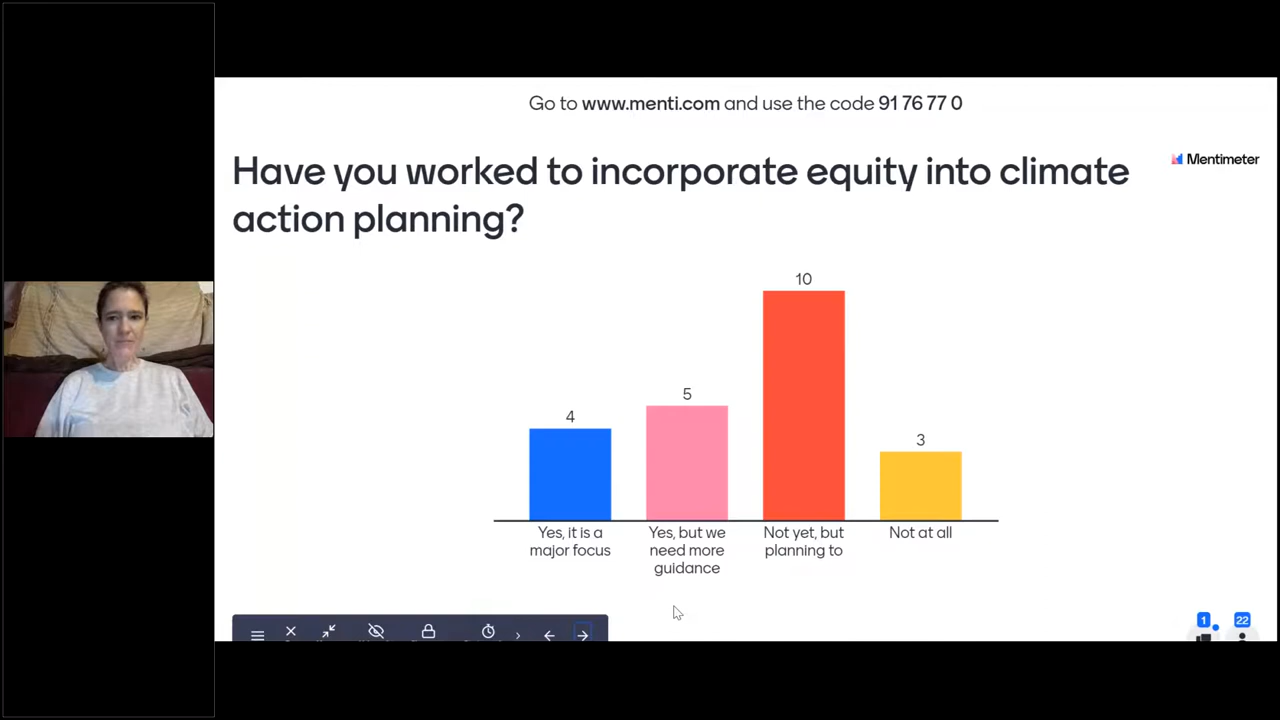 Go to www.menti.com and use the code 91 76 77 0
Mentimeter
Have you worked to incorporate equity into climate
action planning?
4
5
10
3
Yes, it is a
major focus
Yes, but we
need more
guidance
Not yet, but
planning to
Not at all
1
22